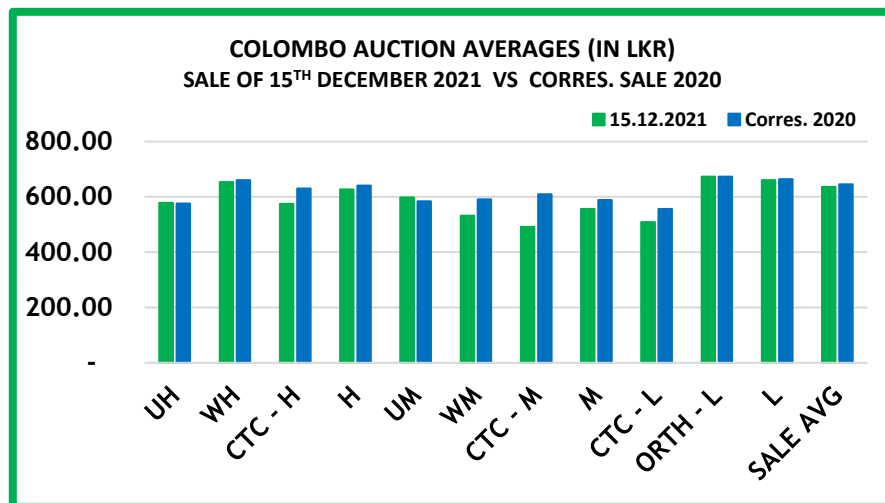 COLOMBO AUCTION AVERAGES (IN LKR)
SALE OF 15TH DECEMBER 2021 VS CORRES. SALE 2020
15.12.2021 Corres. 2020
800.00
600.00
400.00
200.00
-
UH WH CTC - H H UM WM CTC - M M CTC - L ORTH - L L SALE AVG